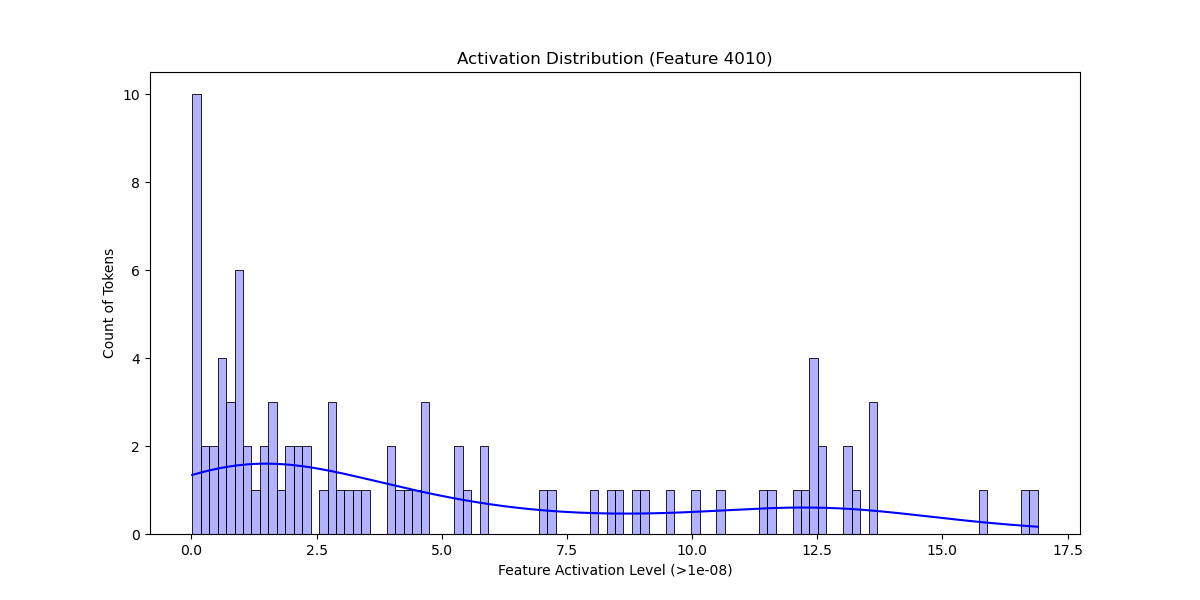 Activation Distribution (Feature 4010)
Count of Tokens
10
8
6
4
2
0
0.0 2.5 5.0 7.5 10.0 12.5 15.0 17.5
Feature Activation Level (>1e-08)